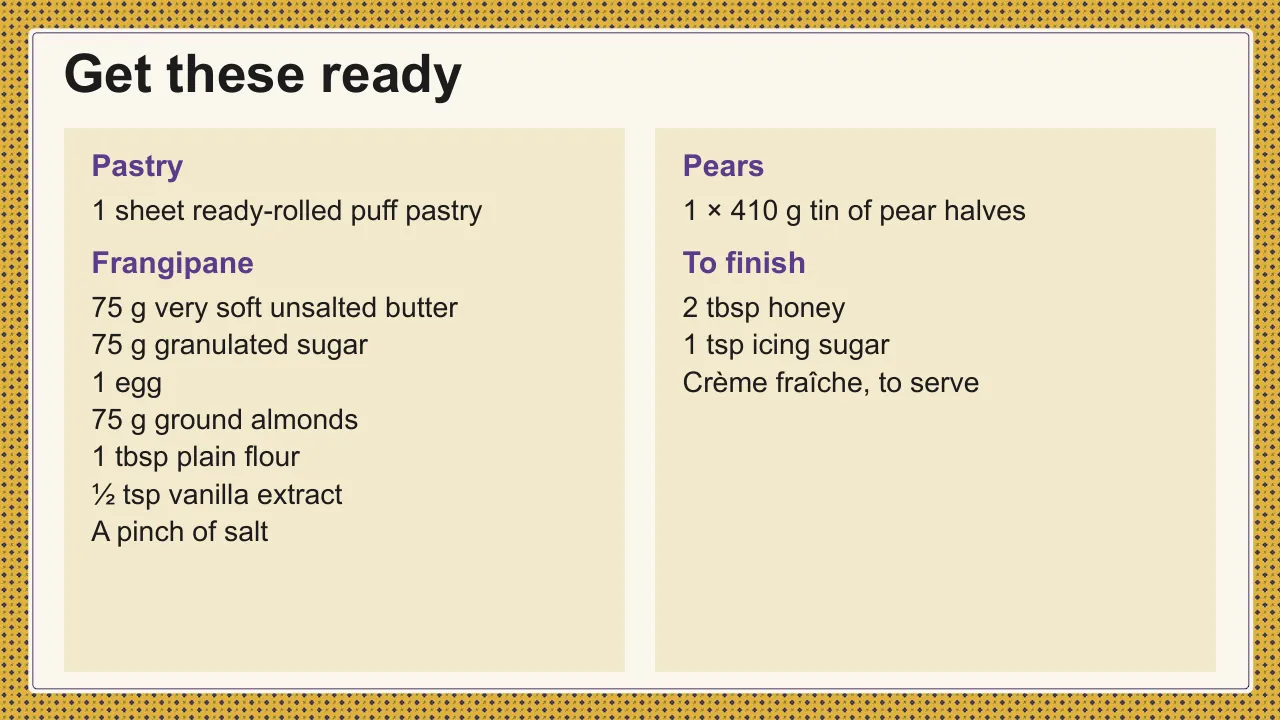 Get these ready
Pastry
1 sheet ready-rolled puff pastry
Frangipane
75 g very soft unsalted butter
75 g granulated sugar
1 egg
75 g ground almonds
1 tbsp plain flour
½ tsp vanilla extract
A pinch of salt
Pears
1 × 410 g tin of pear halves
To finish
2 tbsp honey
1 tsp icing sugar
Crème fraîche, to serve